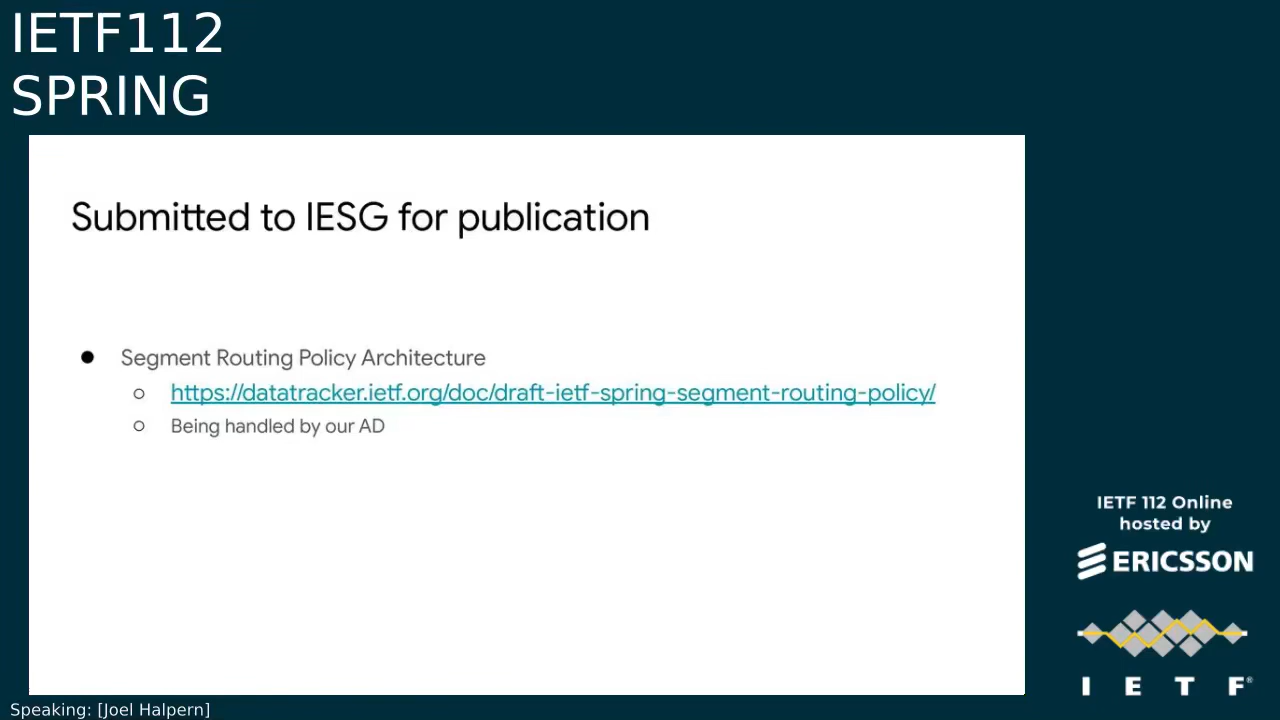 IETF112
SPRING
Submitted to IESG for publication
● Segment Routing Policy Architecture
○ https://datatracker.ietf.org/doc/draft-ietf-spring-segment-routing-policy/
○ Being handled by our AD
IETF 112 Online
hosted by
ERICSSON
I E T F®
Speaking: [Joel Halpern]